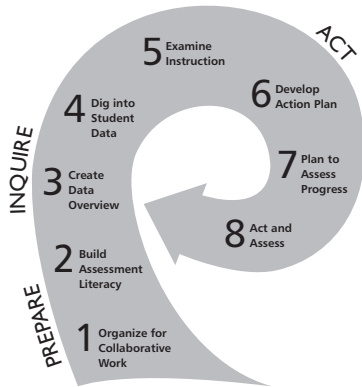 PREPARE
1 Organize for
Collaborative
Work
2 Build
Assessment
Literacy
INQUIRE
3 Create
Data
Overview
4 Dig into
Student
Data
5 Examine
Instruction
ACT
6 Develop
Action Plan
7 Plan to
Assess
Progress
8 Act and
Assess